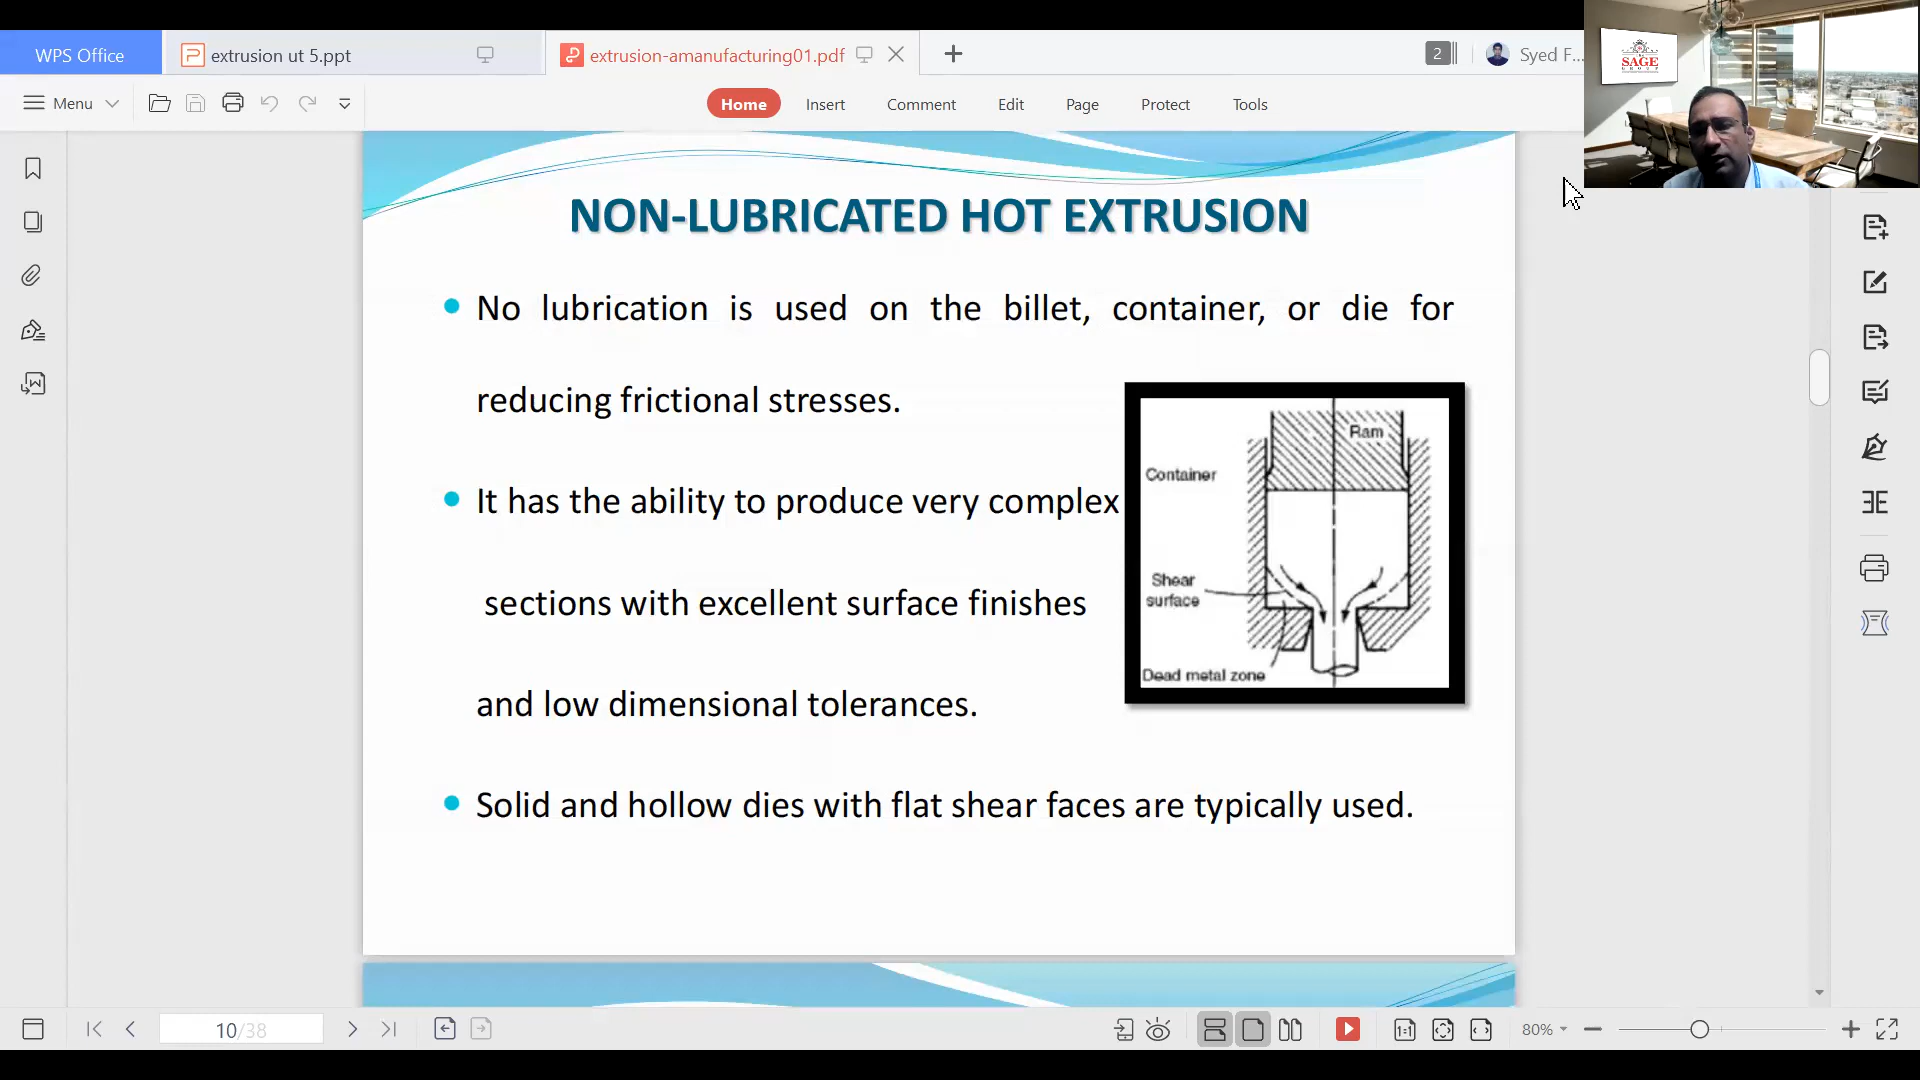 WPS Office
extrusion ut 5.ppt
extrusion-amanufacturing01.pdf
2
Syed F...
SAGE
GROUP
Menu
Home
Insert
Comment
Edit
Page
Protect
Tools
NON-LUBRICATED HOT EXTRUSION
No lubrication is used on the billet, container, or die for
reducing frictional stresses.
It has the ability to produce very complex
sections with excellent surface finishes
and low dimensional tolerances.
Solid and hollow dies with flat shear faces are typically used.
Ram
Container
Shear
surface
Dead metal zone
10/38
1:1
80%